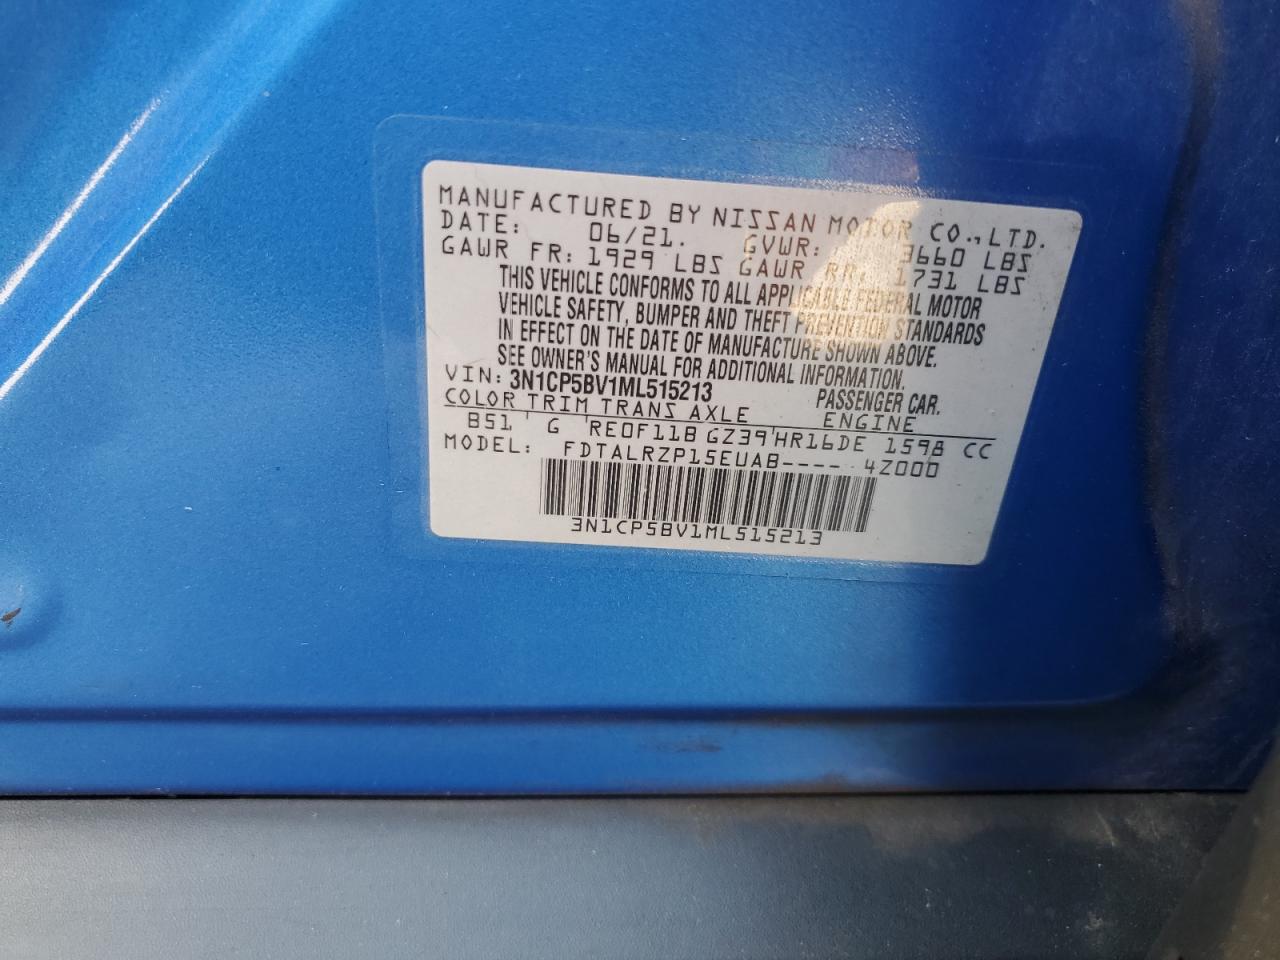 MANUFACTURED BY NISSAN MOTOR CO.,LTD.
DATE: 06/21. GVWR: 3660 LBS
GAWR FR: 1929 LBS GAWR RR: 1731 LBS
THIS VEHICLE CONFORMS TO ALL APPLICABLE FEDERAL MOTOR
VEHICLE SAFETY, BUMPER AND THEFT PREVENTION STANDARDS
IN EFFECT ON THE DATE OF MANUFACTURE SHOWN ABOVE.
SEE OWNER'S MANUAL FOR ADDITIONAL INFORMATION.
VIN: 3N1CP5BV1ML515213 PASSENGER CAR.
COLOR TRIM TRANS AXLE ENGINE
B51 ' G 'RE0F11B GZ39'HR16DE 1598 CC
MODEL: FDTALRZP15EUAB---- 4Z000
3N1CP5BV1ML515213